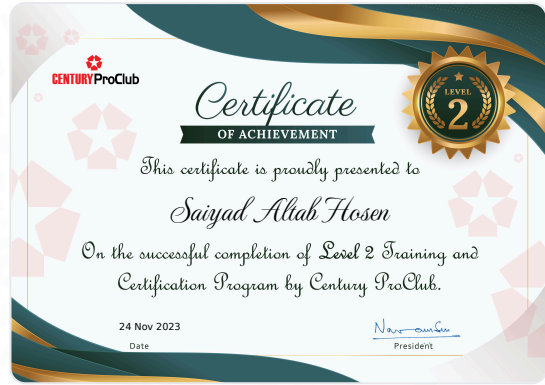 CENTURY ProClub
Certificate
OF ACHIEVEMENT
LEVEL
2
This certificate is proudly presented to
Saiyad Altab Hosen
On the successful completion of Level 2 Training and
Certification Program by Century ProClub.
24 Nov 2023
Date
President